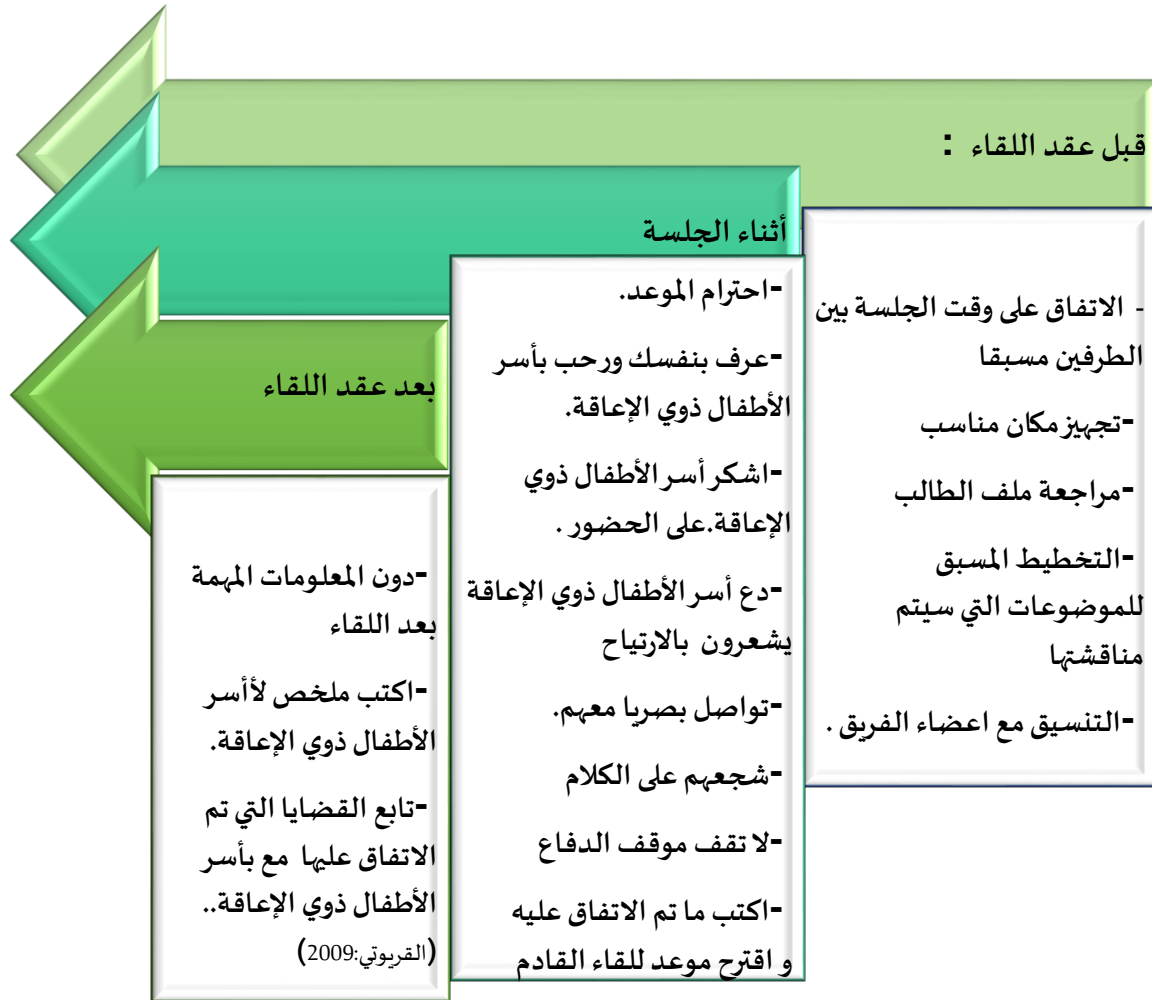 قبل عقد اللقاء :
- الاتفاق على وقت الجلسة بين
الطرفين مسبقا
-تجهيز مكان مناسب
-مراجعة ملف الطالب
-التخطيط المسبق
للموضوعات التي سيتم
مناقشتها
-التنسيق مع اعضاء الفريق .
أثناء الجلسة
-احترام الموعد.
-عرف بنفسك ورحب بأسر
الأطفال ذوي الإعاقة.
-اشكر أسر الأطفال ذوي
الإعاقة.على الحضور .
-دع أسر الأطفال ذوي الإعاقة
يشعرون بالارتياح
-تواصل بصريا معهم.
-شجعهم على الكلام
-لا تقف موقف الدفاع
-اكتب ما تم الاتفاق عليه
و اقترح موعد للقاء القادم
بعد عقد اللقاء
-دون المعلومات المهمة
بعد اللقاء
-اكتب ملخص لأأسر
الأطفال ذوي الإعاقة.
-تابع القضايا التي تم
الاتفاق عليها مع بأسر
الأطفال ذوي الإعاقة..
(القريوتي:2009)